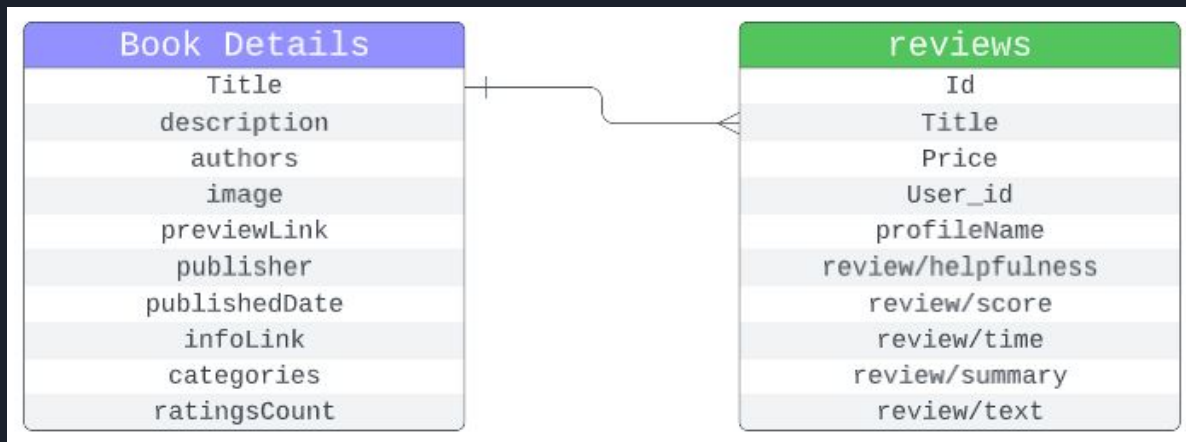 Book Details
Title
description
authors
image
previewLink
publisher
publishedDate
infoLink
categories
ratingsCount
reviews
Id
Title
Price
User_id
profileName
review/helpfulness
review/score
review/time
review/summary
review/text